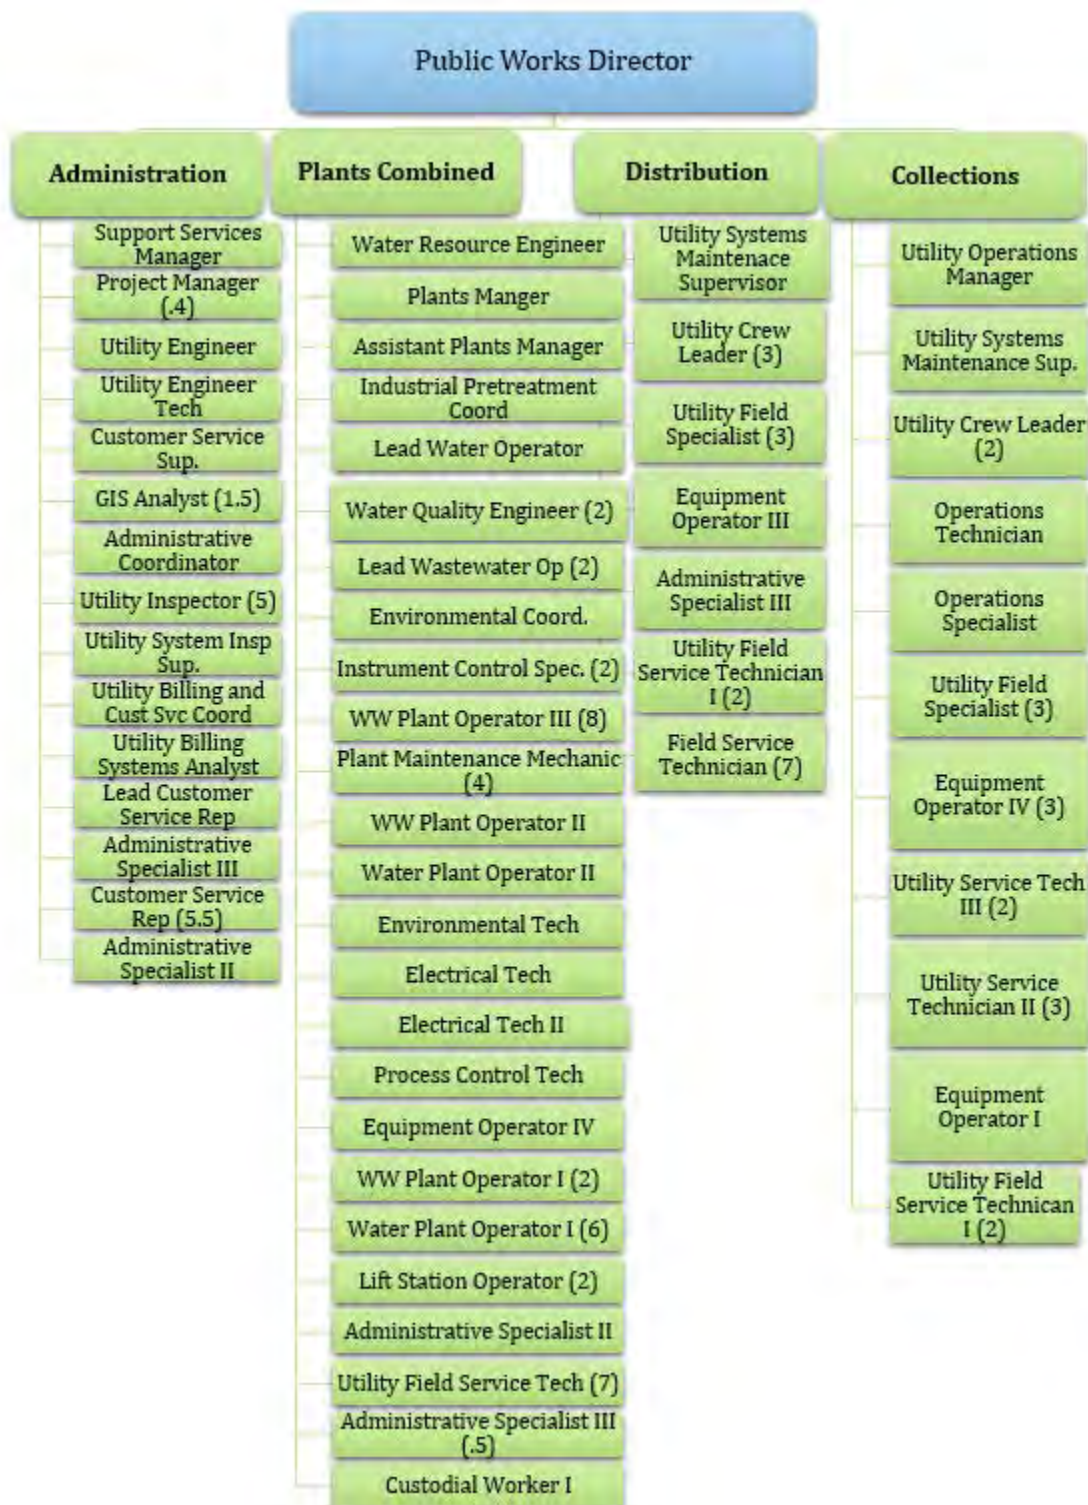 Public Works Director
Administration
Support Services
Manager
Project Manager
(.4)
Utility Engineer
Utility Engineer
Tech
Customer Service
Sup.
GIS Analyst (1.5)
Administrative
Coordinator
Utility Inspector (5)
Utility System Insp
Sup.
Utility Billing and
Cust Svc Coord
Utility Billing
Systems Analyst
Lead Customer
Service Rep
Administrative
Specialist III
Customer Service
Rep (5.5)
Administrative
Specialist II
Plants Combined
Water Resource Engineer
Plants Manger
Assistant Plants Manager
Industrial Pretreatment
Coord
Lead Water Operator
Water Quality Engineer (2)
Lead Wastewater Op (2)
Environmental Coord.
Instrument Control Spec. (2)
WW Plant Operator III (8)
Plant Maintenance Mechanic
(4)
WW Plant Operator II
Water Plant Operator II
Environmental Tech
Electrical Tech
Electrical Tech II
Process Control Tech
Equipment Operator IV
WW Plant Operator I (2)
Water Plant Operator I (6)
Lift Station Operator (2)
Administrative Specialist II
Utility Field Service Tech (7)
Administrative Specialist III
(.5)
Custodial Worker I
Distribution
Utility Systems
Maintenace
Supervisor
Utility Crew
Leader (3)
Utility Field
Specialist (3)
Equipment
Operator III
Administrative
Specialist III
Utility Field
Service Technician
I (2)
Field Service
Technician (7)
Collections
Utility Operations
Manager
Utility Systems
Maintenance Sup.
Utility Crew Leader
(2)
Operations
Technician
Operations
Specialist
Utility Field
Specialist (3)
Equipment
Operator IV (3)
Utility Service Tech
III (2)
Utility Service
Technician II (3)
Equipment
Operator I
Utility Field
Service Technican
I (2)